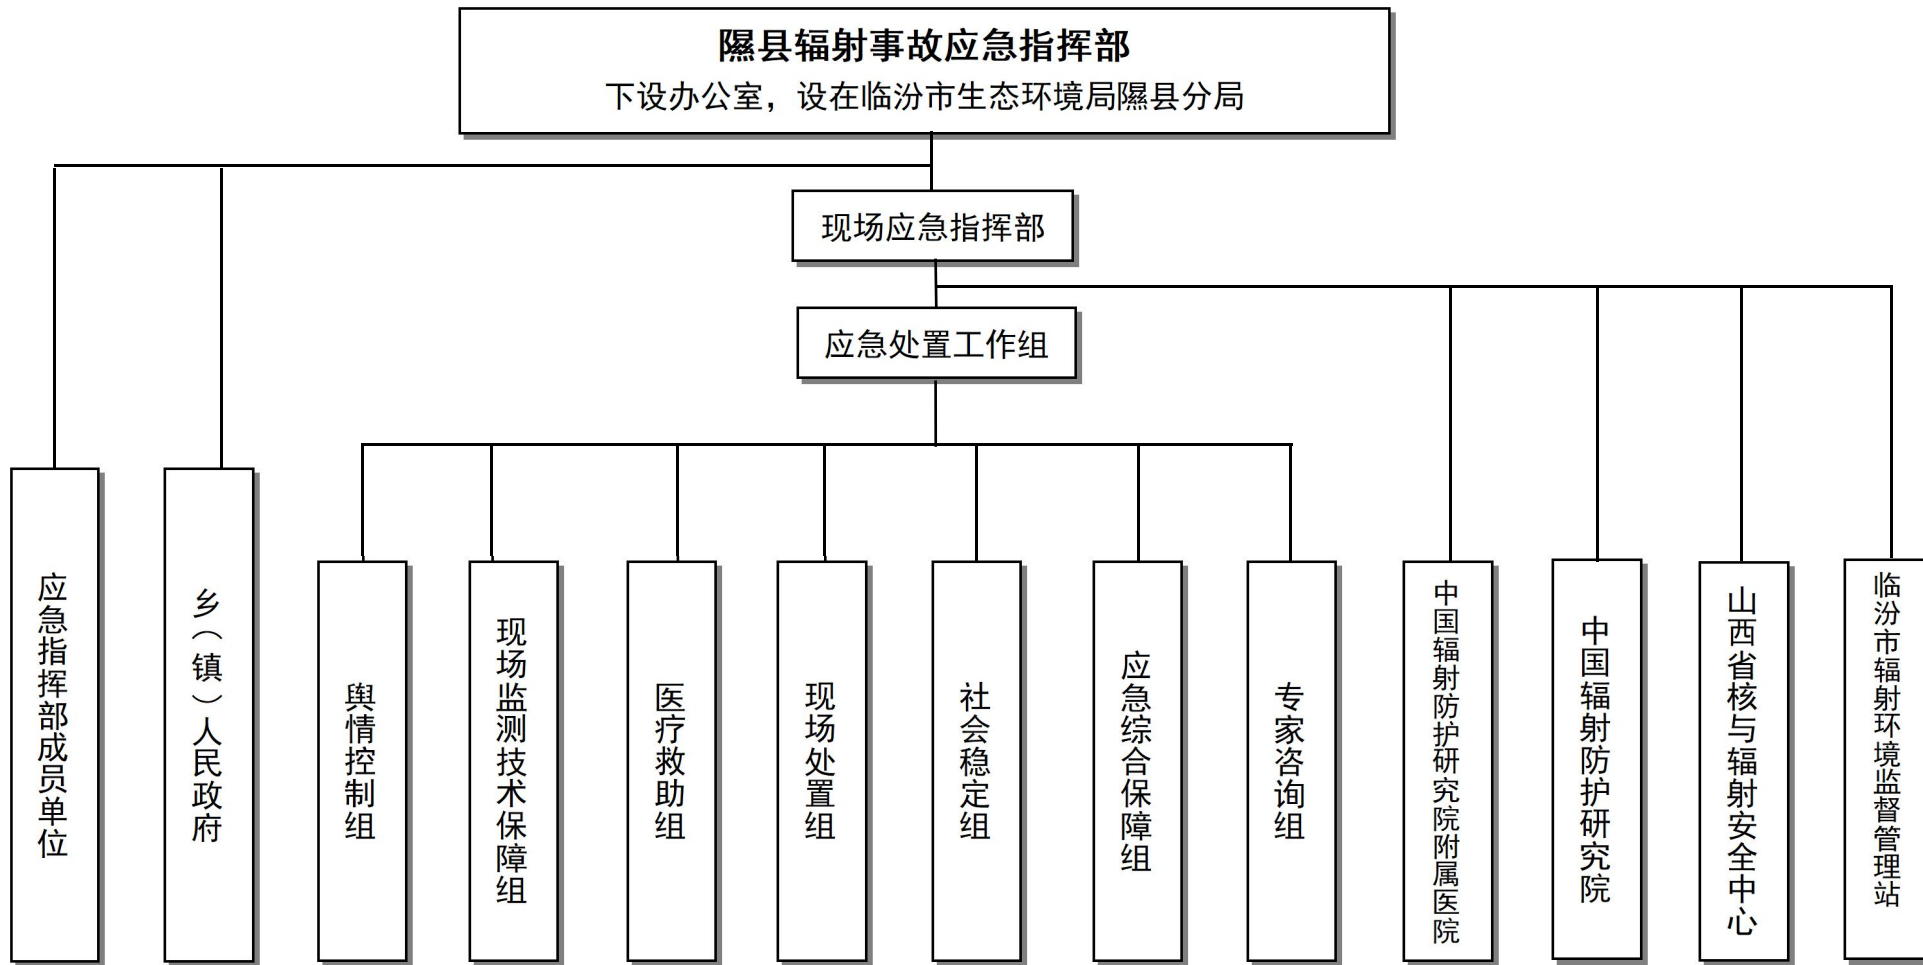 隰县辐射事故应急指挥部
下设办公室，设在临汾市生态环境局隰县分局
现场应急指挥部
应急处置工作组
应急指挥部成员单位
乡（镇）人民政府
舆情控制组
现场监测技术保障组
医疗救助组
现场处置组
社会稳定组
应急综合保障组
专家咨询组
中国辐射防护研究院附属医院
中国辐射防护研究院
山西省核与辐射安全中心
临汾市辐射环境监督管理站